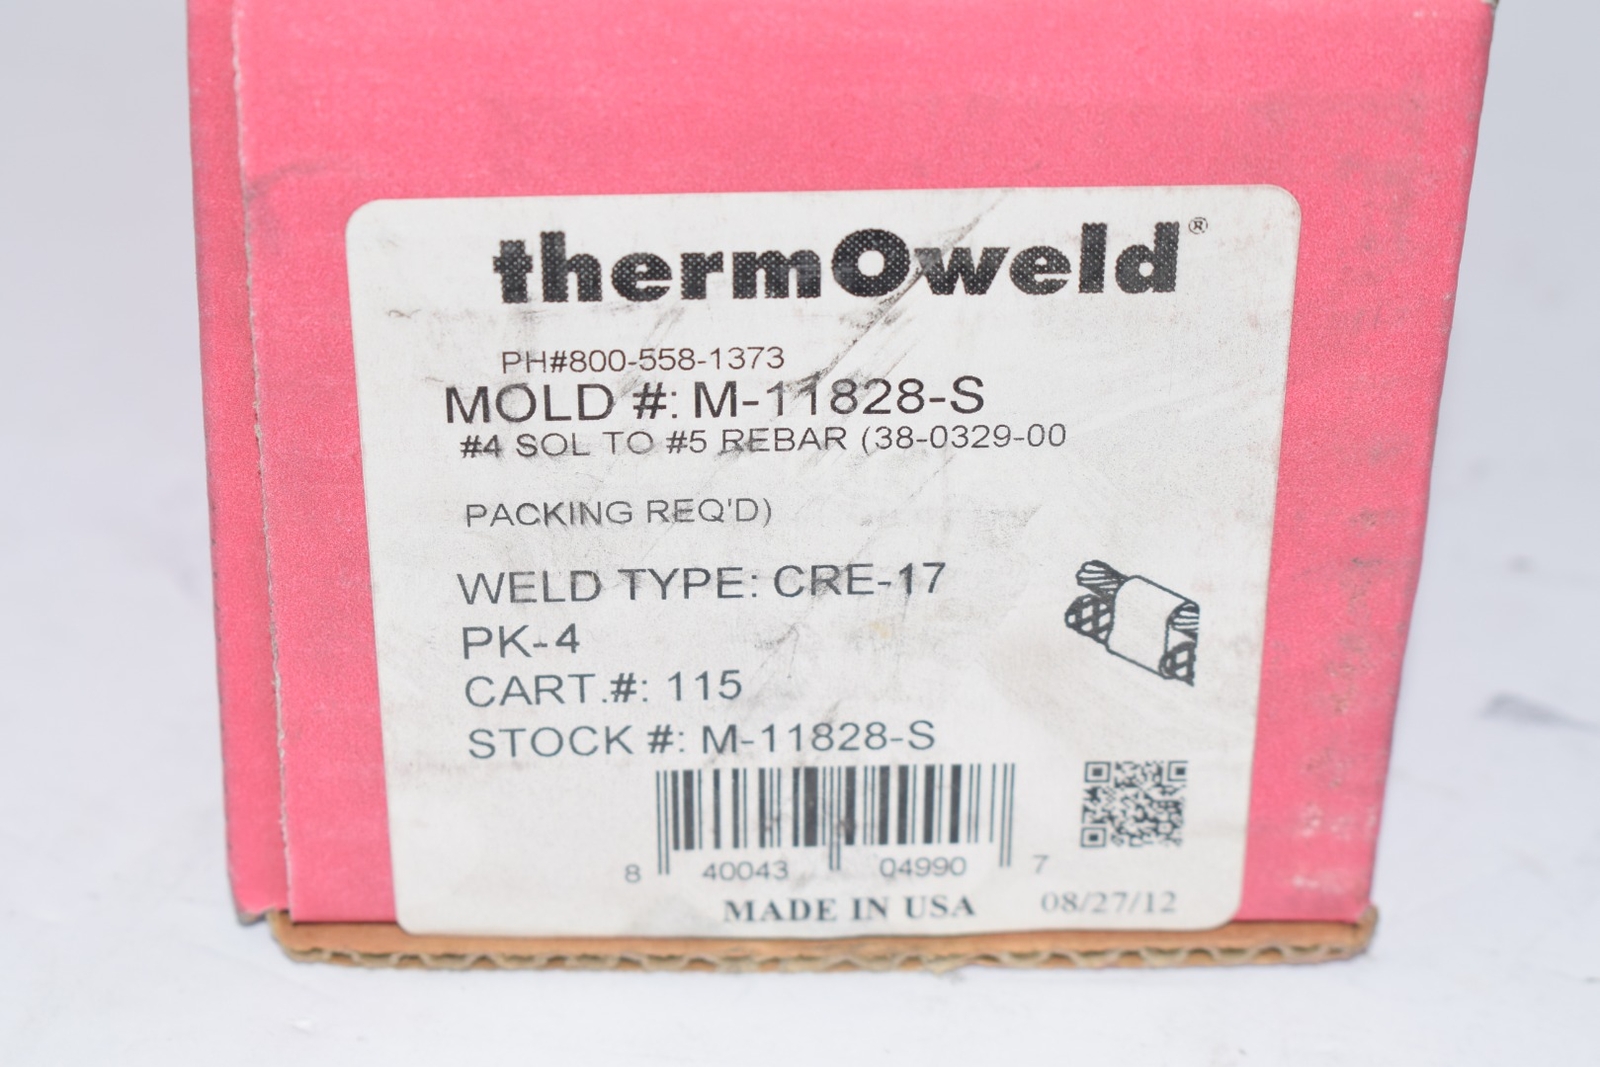 thermOweld®
PH#800-558-1373
MOLD #: M-11828-S
#4 SOL TO #5 REBAR (38-0329-00
PACKING REQ'D)
WELD TYPE: CRE-17
PK-4
CART.#: 115
STOCK #: M-11828-S
8 40043 04990 7
MADE IN USA 08/27/12